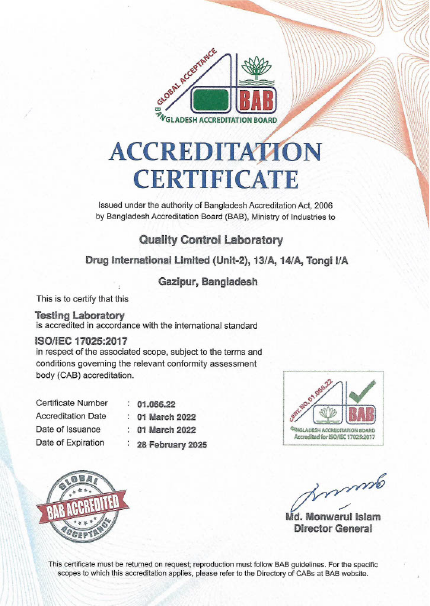 GLOBAL ACCEPTANCE
BAB
BANGLADESH ACCREDITATION BOARD
ACCREDITATION
CERTIFICATE
Issued under the authority of Bangladesh Accreditation Act, 2006
by Bangladesh Accreditation Board (BAB), Ministry of Industries to
Quality Control Laboratory
Drug International Limited (Unit-2), 13/A, 14/A, Tongi I/A
Gazipur, Bangladesh
This is to certify that this
Testing Laboratory
is accredited in accordance with the international standard
ISO/IEC 17025:2017
in respect of the associated scope, subject to the terms and
conditions governing the relevant conformity assessment
body (CAB) accreditation.
Certificate Number : 01.066.22
Accreditation Date : 01 March 2022
Date of Issuance : 01 March 2022
Date of Expiration : 28 February 2025
CERT. NO. 01.066.22
BAB
BANGLADESH ACCREDITATION BOARD
Accredited for ISO/IEC 17025:2017
GLOBAL
BAB ACCREDITED
ACCEPTANCE
Md. Monwarul Islam
Director General
This certificate must be returned on request; reproduction must follow BAB guidelines. For the specific
scopes to which this accreditation applies, please refer to the Directory of CABs at BAB website.